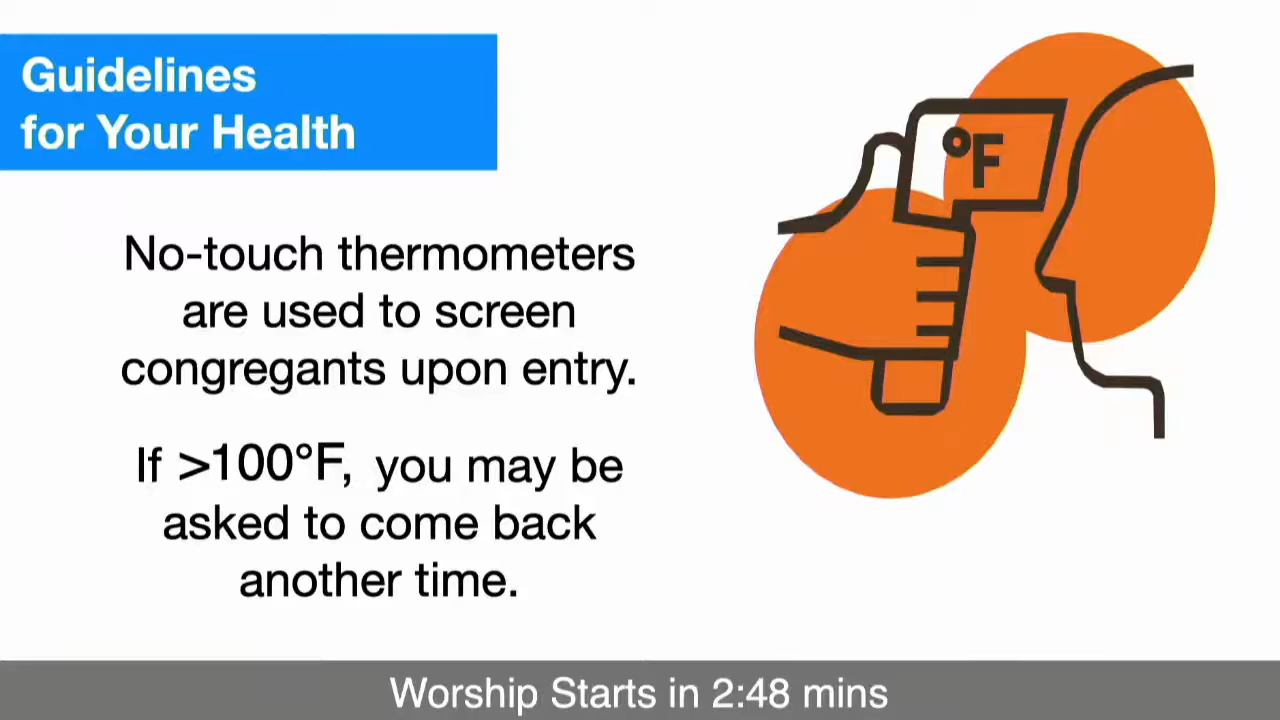 Guidelines
for Your Health
°F
No-touch thermometers
are used to screen
congregants upon entry.
If >100°F, you may be
asked to come back
another time.
Worship Starts in 2:48 mins